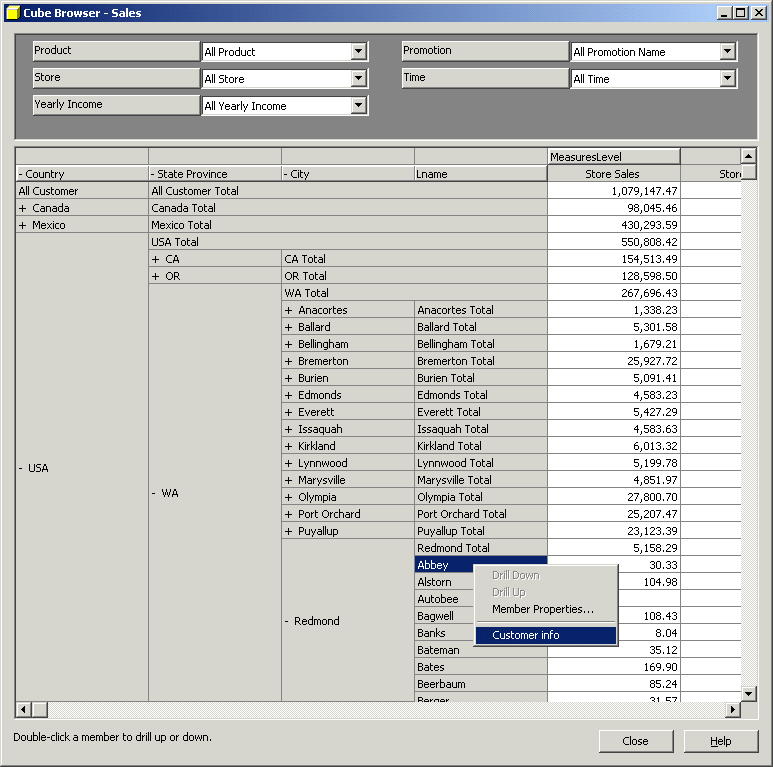 Cube Browser - Sales
Product All Product Promotion All Promotion Name
Store All Store Time All Time
Yearly Income All Yearly Income
MeasuresLevel
- Country - State Province - City Lname Store Sales
All Customer All Customer Total 1,079,147.47
+ Canada Canada Total 98,045.46
+ Mexico Mexico Total 430,293.59
USA Total 550,808.42
+ CA CA Total 154,513.49
+ OR OR Total 128,598.50
WA Total 267,696.43
+ Anacortes Anacortes Total 1,338.23
+ Ballard Ballard Total 5,301.58
+ Bellingham Bellingham Total 1,679.21
+ Bremerton Bremerton Total 25,927.72
+ Burien Burien Total 5,091.41
+ Edmonds Edmonds Total 4,583.23
+ Everett Everett Total 5,427.29
+ Issaquah Issaquah Total 4,583.63
+ Kirkland Kirkland Total 6,013.32
+ Lynnwood Lynnwood Total 5,199.78
- USA
+ Marysville Marysville Total 4,851.97
- WA
+ Olympia Olympia Total 27,800.70
+ Port Orchard Port Orchard Total 25,207.47
+ Puyallup Puyallup Total 23,123.39
Redmond Total 5,158.29
Abbey 30.33
Drill Down
Alstorn 104.98
Drill Up
Autobee
Member Properties...
- Redmond Bagwell 108.43
Banks 8.04
Customer info
Bateman 35.12
Bates 169.90
Beerbaum 85.24
Berger 31.57
Double-click a member to drill up or down.
Close Help